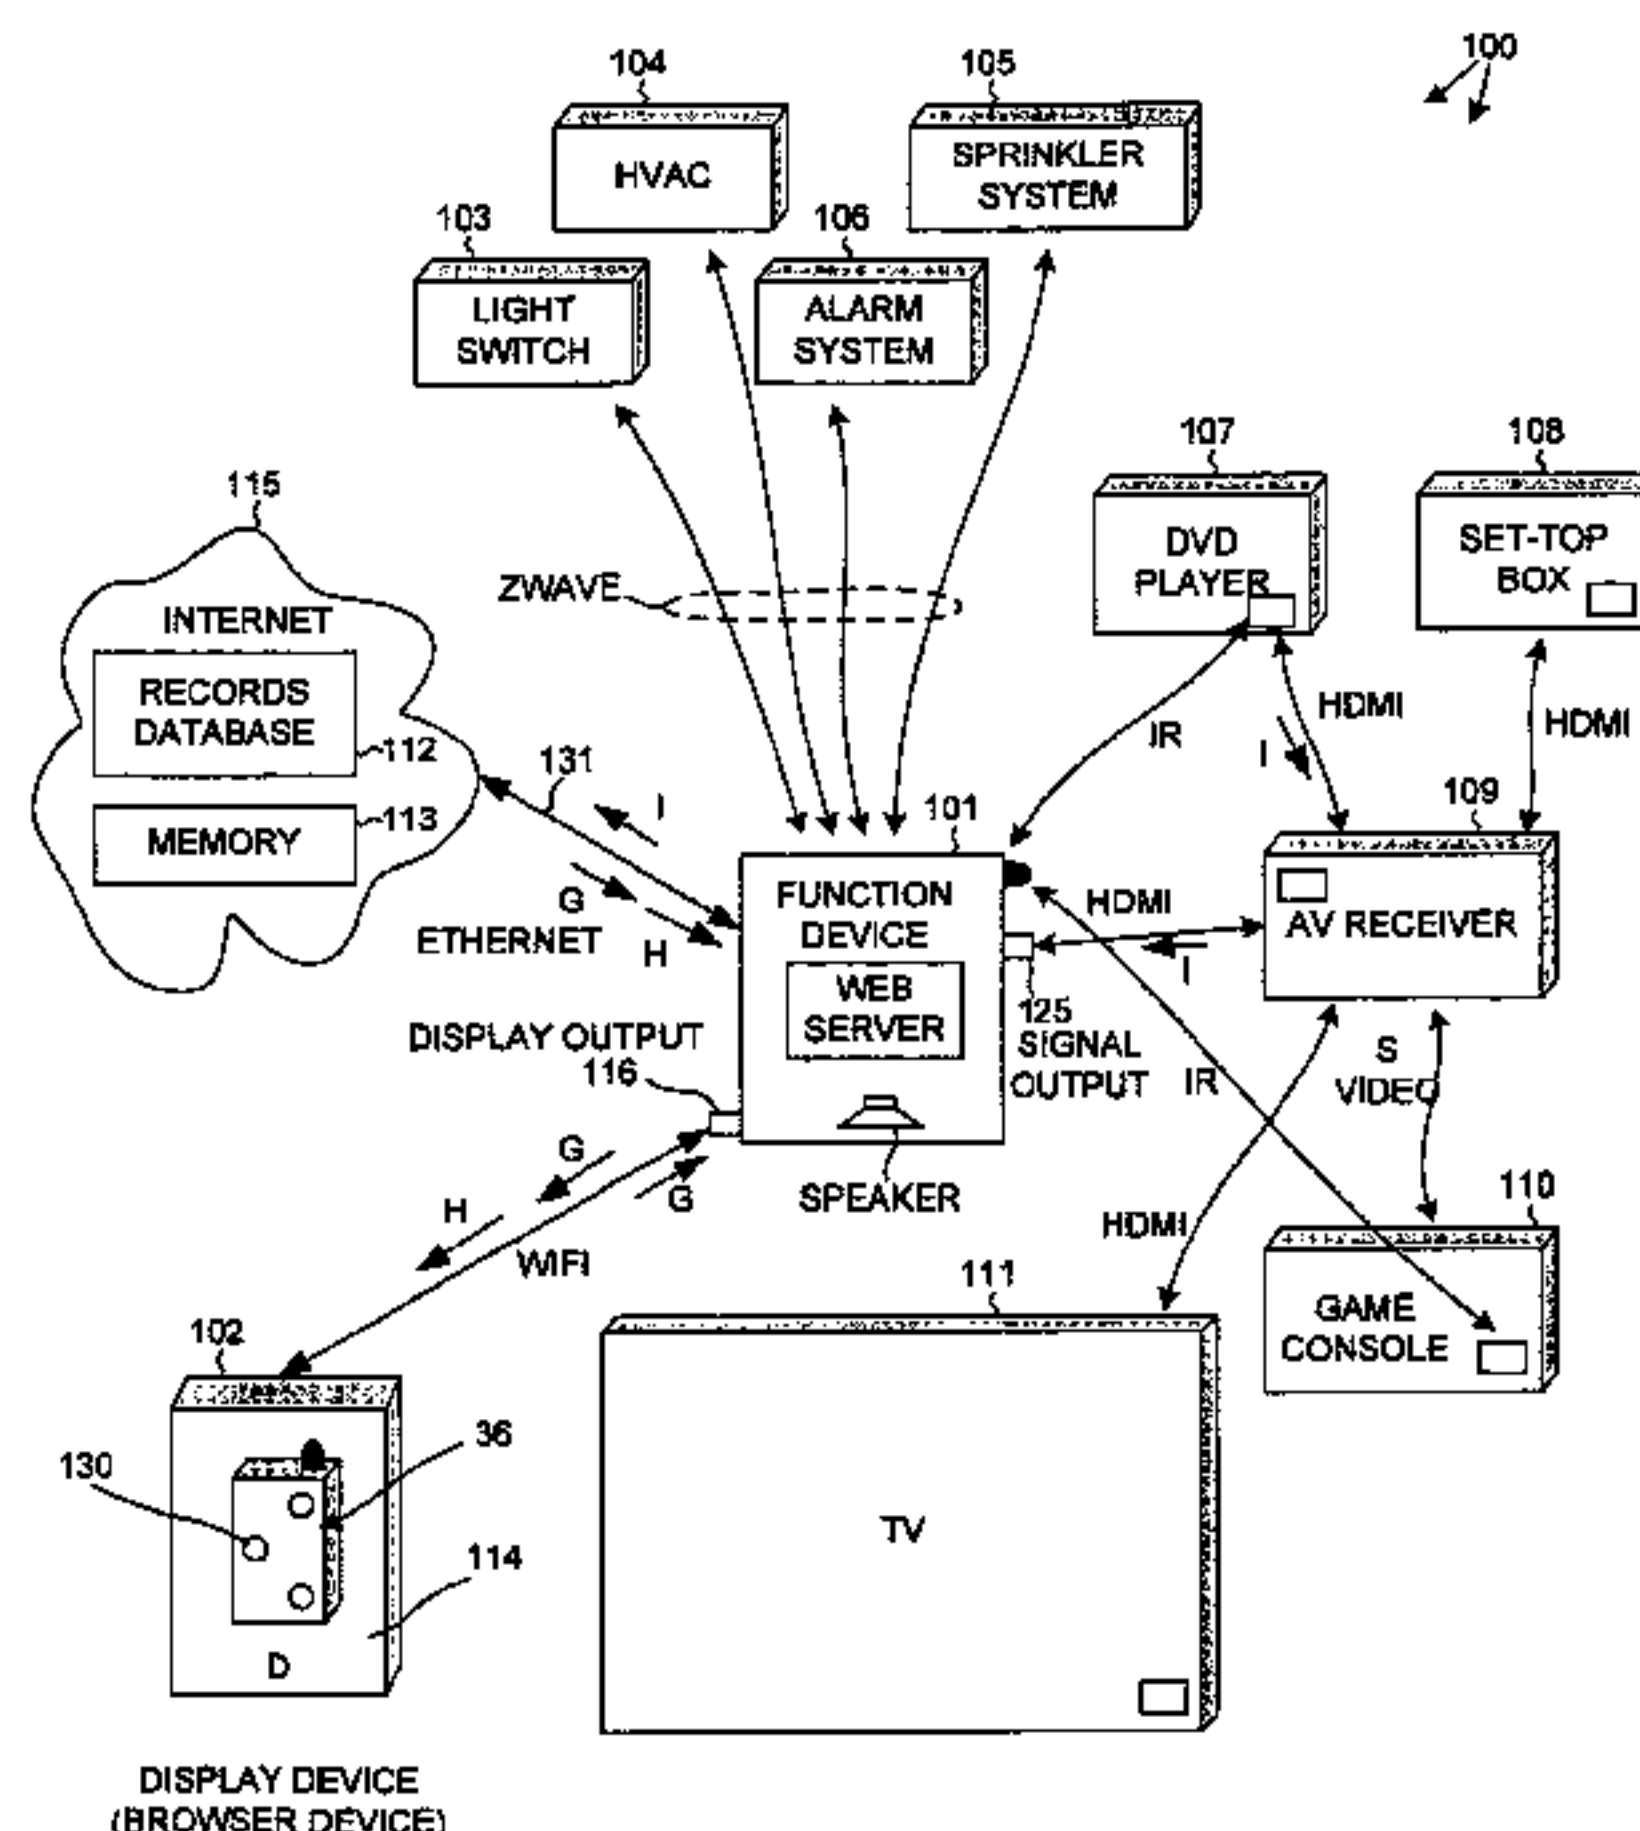 100
104
HVAC
105
SPRINKLER
SYSTEM
103
LIGHT
SWITCH
106
ALARM
SYSTEM
107
DVD
PLAYER
108
SET-TOP
BOX
115
INTERNET
RECORDS
DATABASE
112
MEMORY
113
ZWAVE
131
I
G
H
ETHERNET
IR
HDMI
I
HDMI
101
FUNCTION
DEVICE
WEB
SERVER
SPEAKER
109
AV RECEIVER
HDMI
I
125
SIGNAL
OUTPUT
IR
S
VIDEO
DISPLAY OUTPUT
116
G
G
H
WIFI
HDMI
110
GAME
CONSOLE
111
TV
102
36
130
114
D
DISPLAY DEVICE
(BROWSER DEVICE)